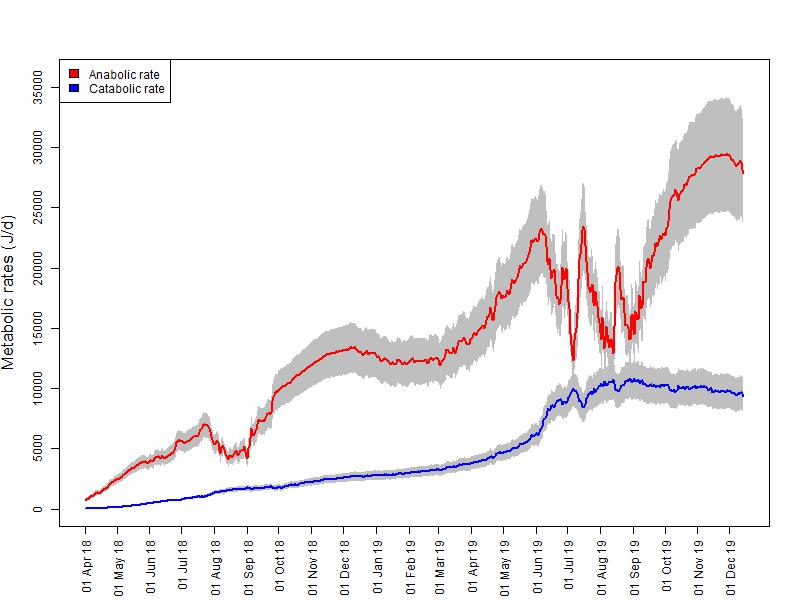 Anabolic rate
Catabolic rate
Metabolic rates (J/d)
35000
30000
25000
20000
15000
10000
5000
0
01 Apr 18
01 May 18
01 Jun 18
01 Jul 18
01 Aug 18
01 Sep 18
01 Oct 18
01 Nov 18
01 Dec 18
01 Jan 19
01 Feb 19
01 Mar 19
01 Apr 19
01 May 19
01 Jun 19
01 Jul 19
01 Aug 19
01 Sep 19
01 Oct 19
01 Nov 19
01 Dec 19